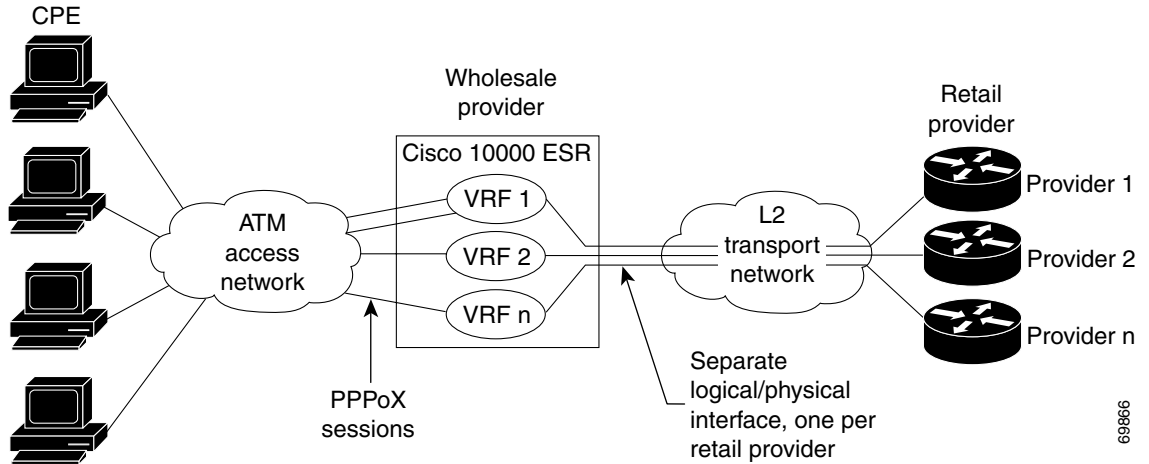 CPE
Wholesale
provider
Cisco 10000 ESR
VRF 1
VRF 2
VRF n
ATM
access
network
PPPoX
sessions
L2
transport
network
Separate
logical/physical
interface, one per
retail provider
Retail
provider
Provider 1
Provider 2
Provider n
69866